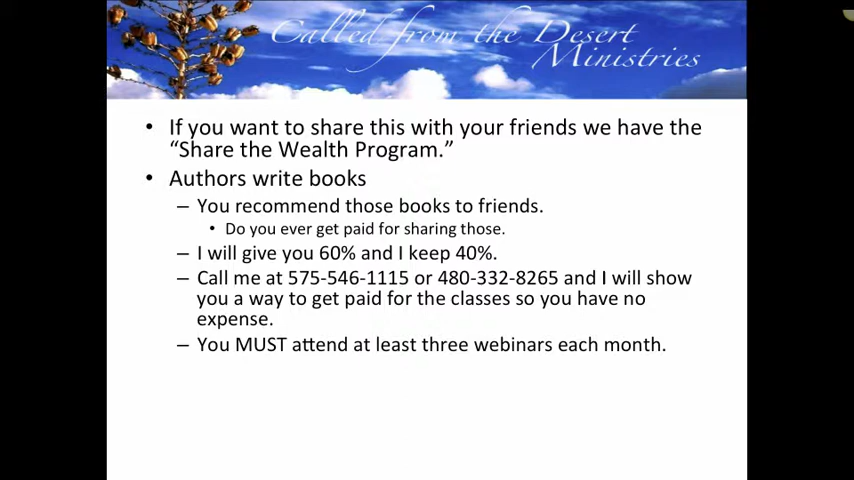 Called from the Desert
Ministries
• If you want to share this with your friends we have the
“Share the Wealth Program.”
• Authors write books
– You recommend those books to friends.
• Do you ever get paid for sharing those.
– I will give you 60% and I keep 40%.
– Call me at 575-546-1115 or 480-332-8265 and I will show
you a way to get paid for the classes so you have no
expense.
– You MUST attend at least three webinars each month.